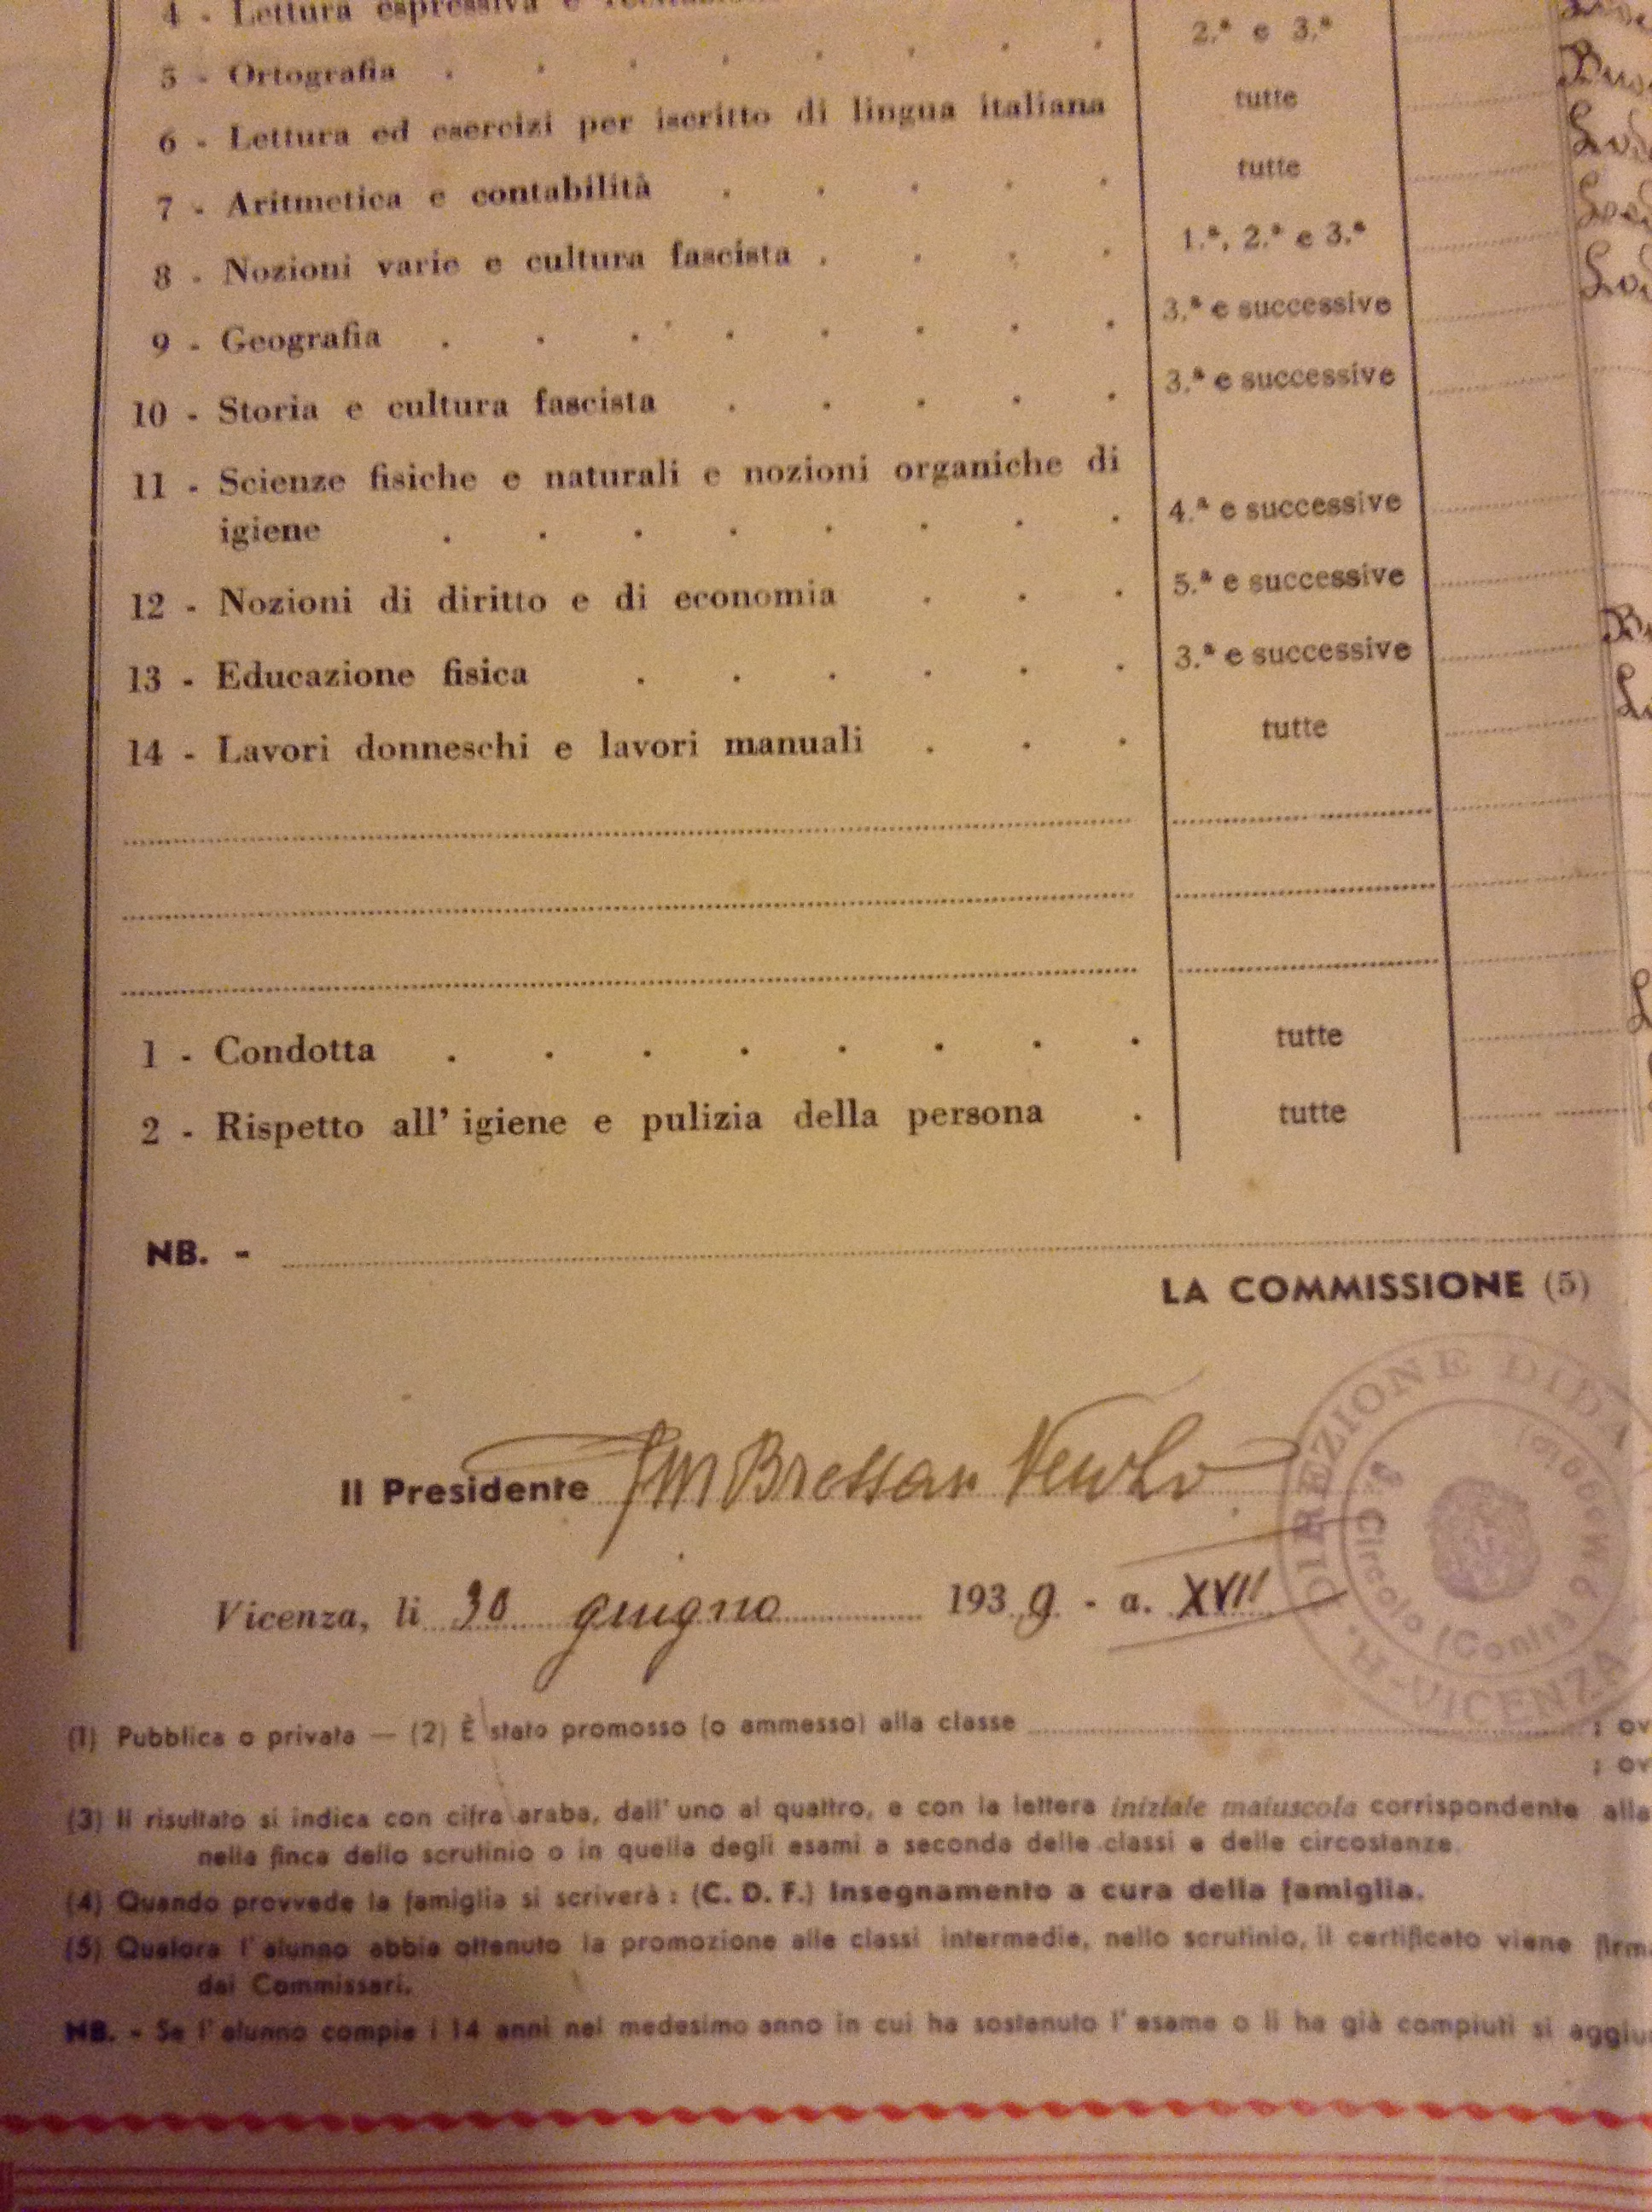 4 - Lettura espressiva e
2.ª e 3.ª
5 - Ortografia
tutte
6 - Lettura ed esercizi per iscritto di lingua italiana
tutte
7 - Aritmetica e contabilità
1.ª, 2.ª e 3.ª
8 - Nozioni varie e cultura fascista
3.ª e successive
9 - Geografia
3.ª e successive
10 - Storia e cultura fascista
11 - Scienze fisiche e naturali e nozioni organiche di
igiene
4.ª e successive
12 - Nozioni di diritto e di economia
5.ª e successive
13 - Educazione fisica
3.ª e successive
14 - Lavori donneschi e lavori manuali
tutte
1 - Condotta
tutte
2 - Rispetto all' igiene e pulizia della persona
tutte
NB. -
LA COMMISSIONE (5)
Il Presidente Bressan
Vicenza, li 30 giugno 1939 - a. XVII
DIREZIONE DIDA
Circolo (Contrà
VICENZA
(1) Pubblica o privata — (2) È stato promosso (o ammesso) alla classe ; ov
; ov
(3) Il risultato si indica con cifra araba, dall' uno al quattro, e con la lettera iniziale maiuscola corrispondente alla
nella finca dello scrutinio o in quella degli esami a seconda delle classi e delle circostanze.
(4) Quando provvede la famiglia si scriverà : (C. D. F.) Insegnamento a cura della famiglia.
(5) Qualora l' alunno abbia ottenuto la promozione alle classi intermedie, nello scrutinio, il certificato viene firm
dai Commissari.
NB. - Se l' alunno compie i 14 anni nel medesimo anno in cui ha sostenuto l' esame o li ha già compiuti si aggiu